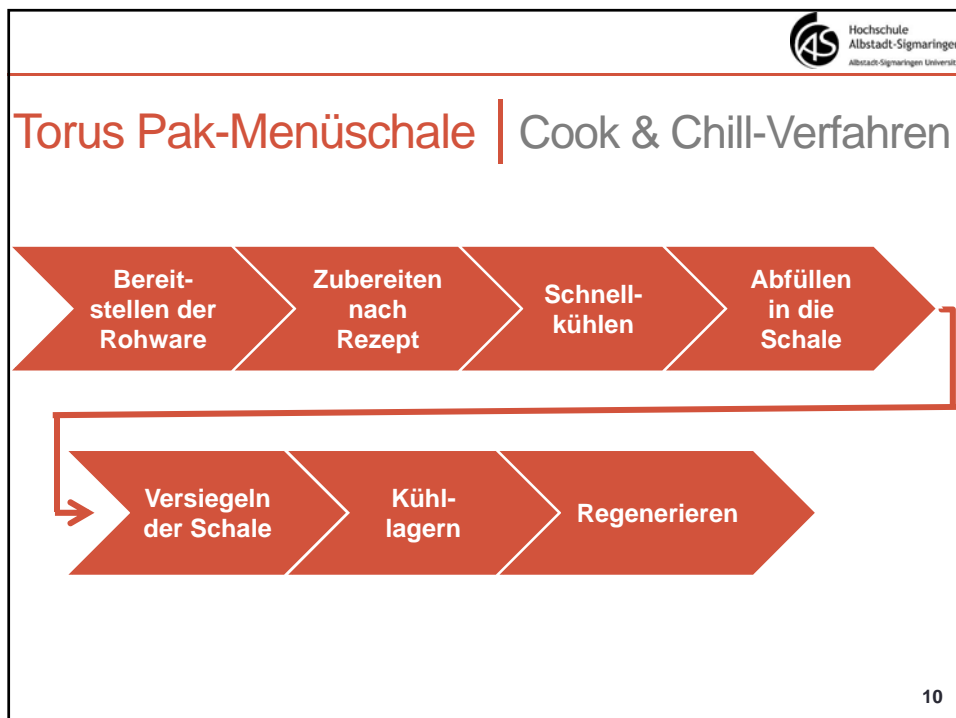 Hochschule
Albstadt-Sigmaringen
Albstadt-Sigmaringen Universit
Torus Pak-Menüschale | Cook & Chill-Verfahren
Bereit-
stellen der
Rohware
Zubereiten
nach
Rezept
Schnell-
kühlen
Abfüllen
in die
Schale
Versiegeln
der Schale
Kühl-
lagern
Regenerieren
10